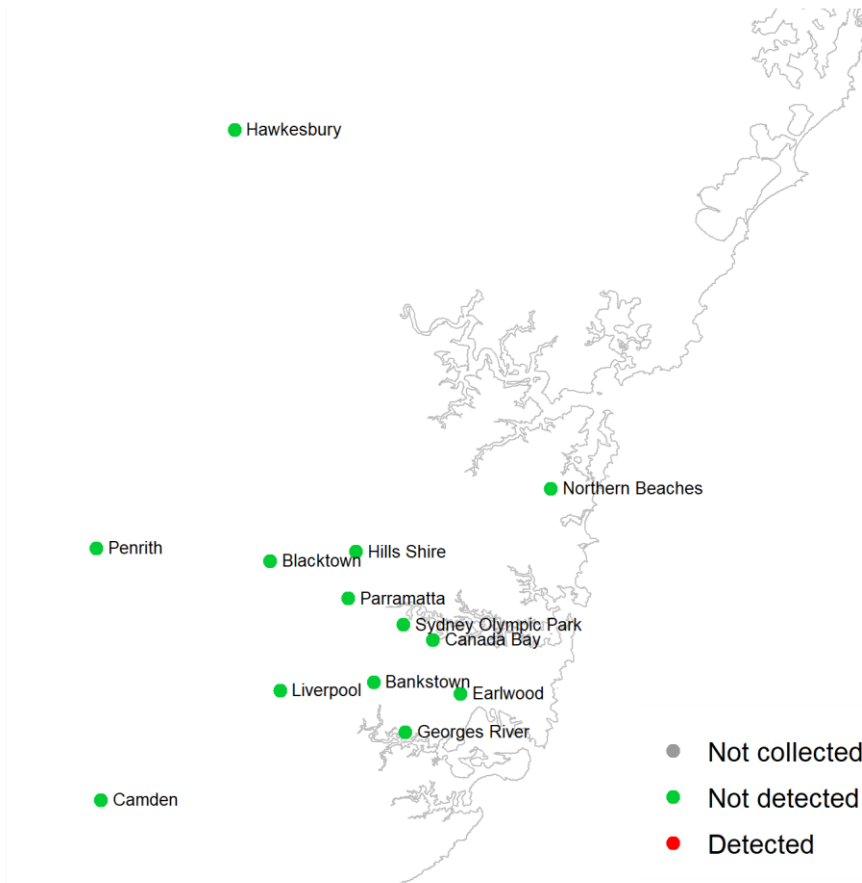 Hawkesbury
Northern Beaches
Penrith
Hills Shire
Blacktown
Parramatta
Sydney Olympic Park
Canada Bay
Bankstown
Liverpool
Earlwood
Georges River
Camden
Not collected
Not detected
Detected